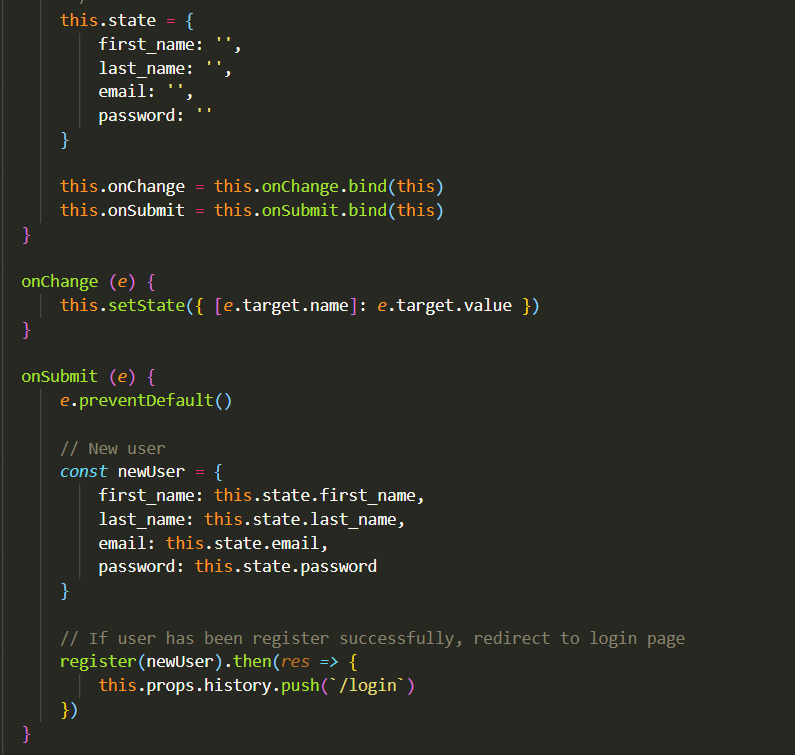 this.state = {
first_name: '',
last_name: '',
email: '',
password: ''
}
this.onChange = this.onChange.bind(this)
this.onSubmit = this.onSubmit.bind(this)
}
onChange (e) {
this.setState({ [e.target.name]: e.target.value })
}
onSubmit (e) {
e.preventDefault()
// New user
const newUser = {
first_name: this.state.first_name,
last_name: this.state.last_name,
email: this.state.email,
password: this.state.password
}
// If user has been register successfully, redirect to login page
register(newUser).then(res => {
this.props.history.push(`/login`)
})
}